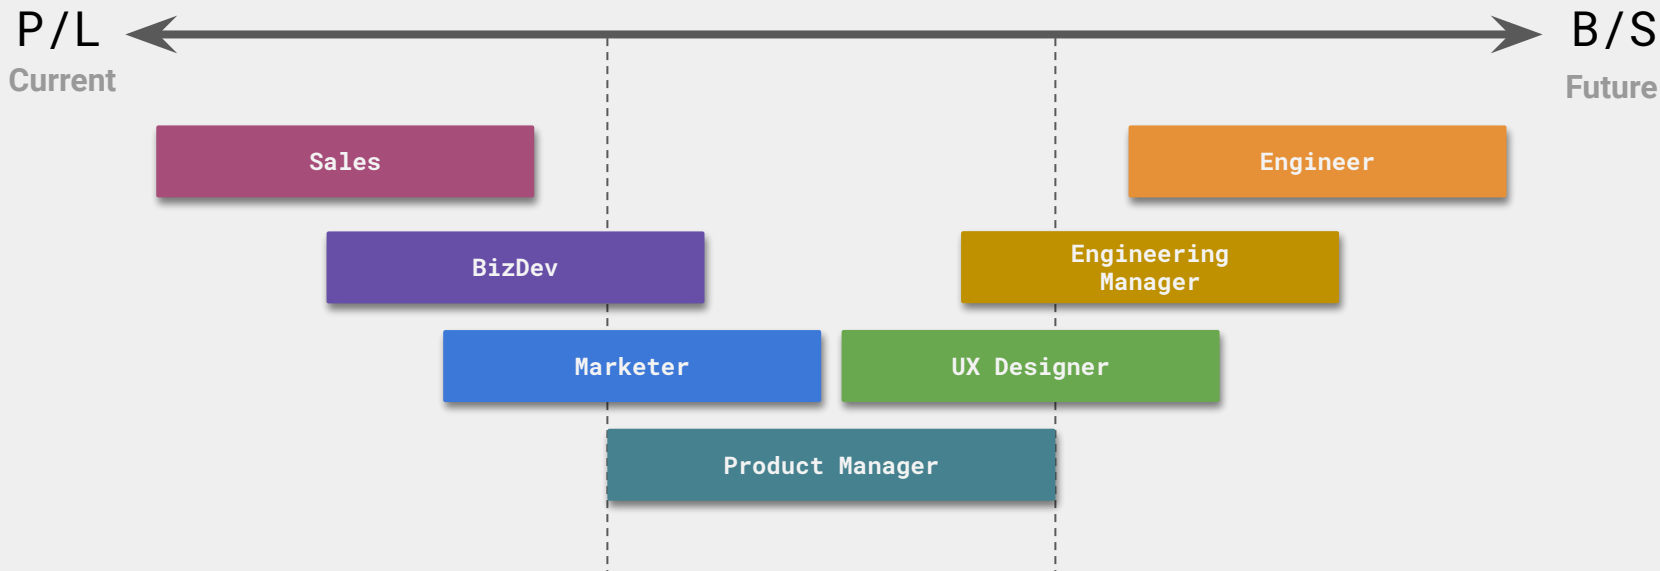 P/L
B/S
Current
Future
Sales
Engineer
BizDev
Engineering
Manager
Marketer
UX Designer
Product Manager